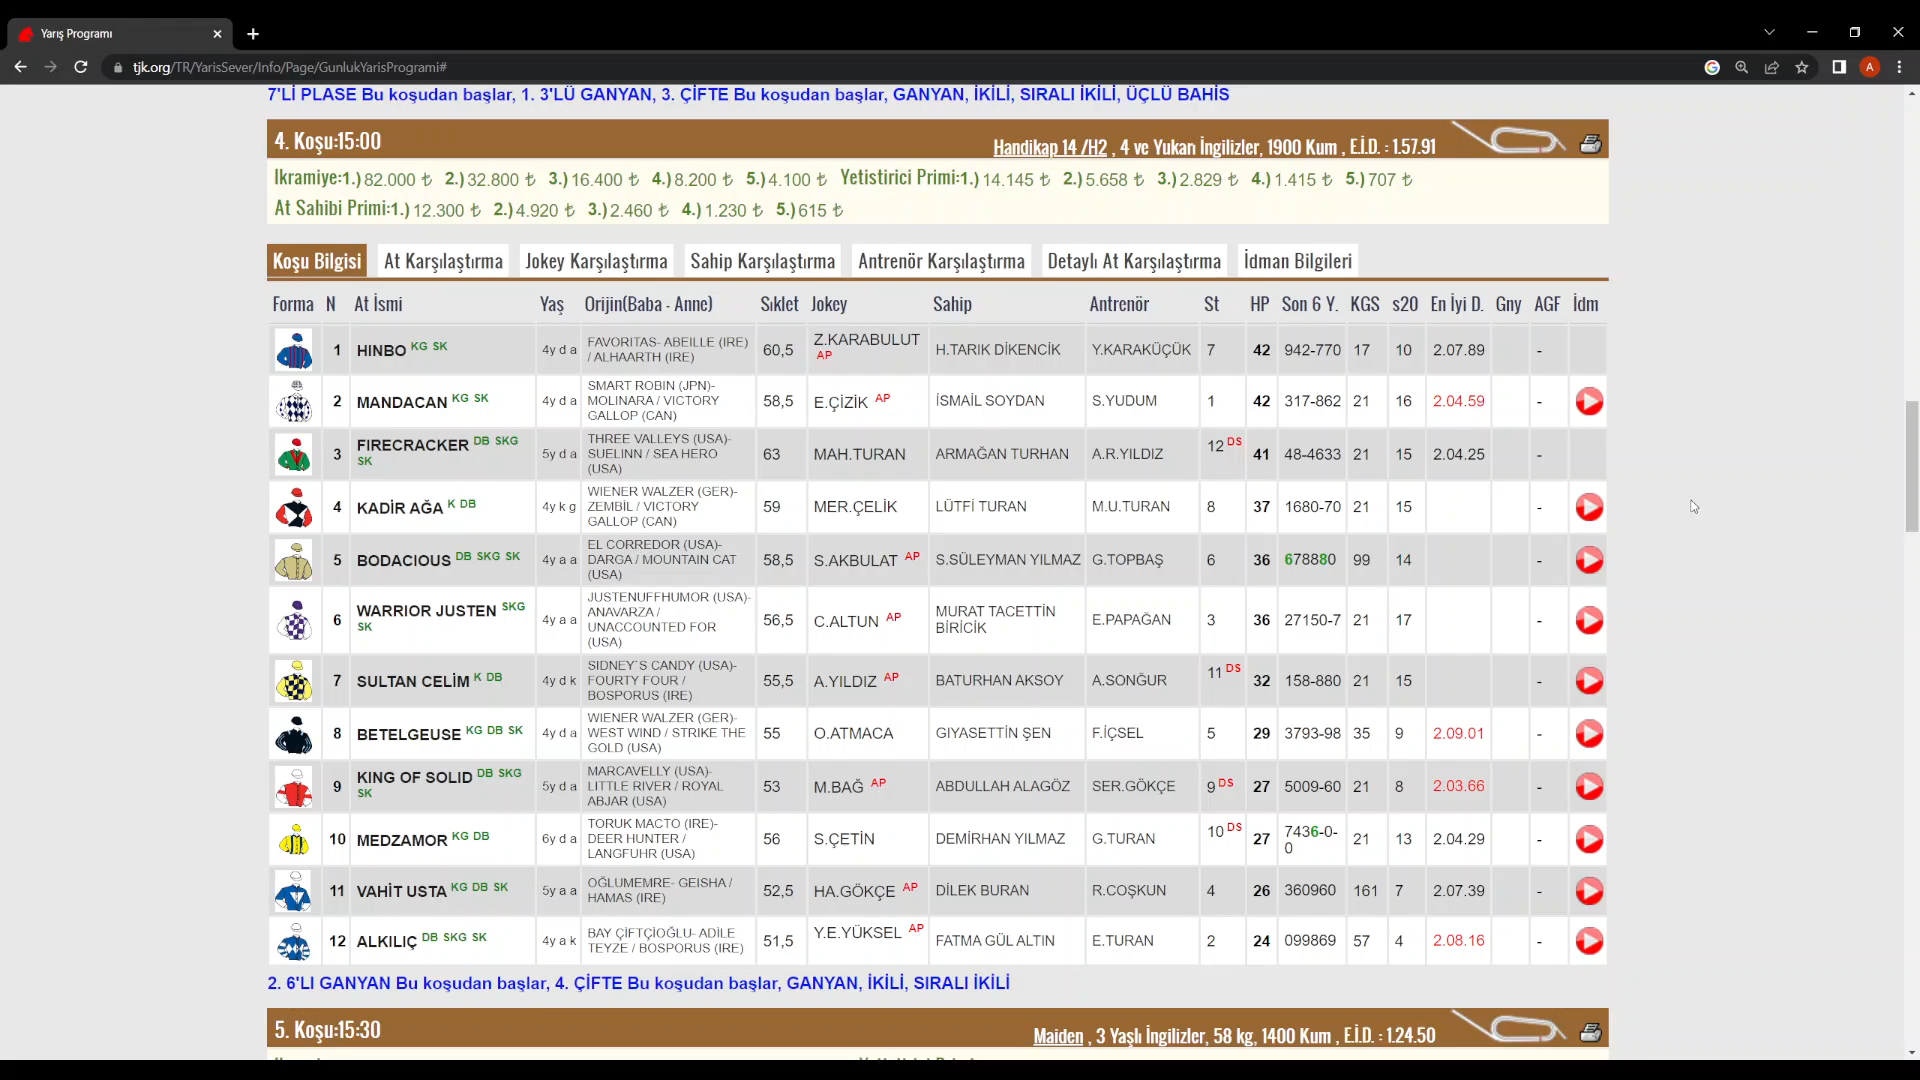 Yarış Programı
tjk.org/TR/YarisSever/Info/Page/GunlukYarisProgrami#
A
7'Lİ PLASE Bu koşudan başlar, 1. 3'LÜ GANYAN, 3. ÇİFTE Bu koşudan başlar, GANYAN, İKİLİ, SIRALI İKİLİ, ÜÇLÜ BAHİS
4. Koşu:15:00 Handikap 14 /H2 , 4 ve Yukarı İngilizler, 1900 Kum , E.İ.D. : 1.57.91
Ikramiye:1.) 82.000 ₺ 2.) 32.800 ₺ 3.) 16.400 ₺ 4.) 8.200 ₺ 5.) 4.100 ₺ Yetistirici Primi:1.) 14.145 ₺ 2.) 5.658 ₺ 3.) 2.829 ₺ 4.) 1.415 ₺ 5.) 707 ₺
At Sahibi Primi:1.) 12.300 ₺ 2.) 4.920 ₺ 3.) 2.460 ₺ 4.) 1.230 ₺ 5.) 615 ₺
Koşu Bilgisi At Karşılaştırma Jokey Karşılaştırma Sahip Karşılaştırma Antrenör Karşılaştırma Detaylı At Karşılaştırma İdman Bilgileri
Forma N At İsmi Yaş Orijin(Baba - Anne) Sıklet Jokey Sahip Antrenör St HP Son 6 Y. KGS s20 En İyi D. Gny AGF İdm
1 HINBO KG SK 4y d a FAVORITAS- ABEILLE (IRE) / ALHAARTH (IRE) 60,5 Z.KARABULUT AP H.TARIK DİKENCİK Y.KARAKÜÇÜK 7 42 942-770 17 10 2.07.89 -
2 MANDACAN KG SK 4y d a SMART ROBIN (JPN)- MOLINARA / VICTORY GALLOP (CAN) 58,5 E.ÇİZİK AP İSMAİL SOYDAN S.YUDUM 1 42 317-862 21 16 2.04.59 -
3 FIRECRACKER DB SKG SK 5y d a THREE VALLEYS (USA)- SUELINN / SEA HERO (USA) 63 MAH.TURAN ARMAĞAN TURHAN A.R.YILDIZ 12 DS 41 48-4633 21 15 2.04.25 -
4 KADİR AĞA K DB 4y k g WIENER WALZER (GER)- ZEMBİL / VICTORY GALLOP (CAN) 59 MER.ÇELİK LÜTFİ TURAN M.U.TURAN 8 37 1680-70 21 15 -
5 BODACIOUS DB SKG SK 4y a a EL CORREDOR (USA)- DARGA / MOUNTAIN CAT (USA) 58,5 S.AKBULAT AP S.SÜLEYMAN YILMAZ G.TOPBAŞ 6 36 678880 99 14 -
6 WARRIOR JUSTEN SKG SK 4y a a JUSTENUFFHUMOR (USA)- ANAVARZA / UNACCOUNTED FOR (USA) 56,5 C.ALTUN AP MURAT TACETTİN BİRİCİK E.PAPAĞAN 3 36 27150-7 21 17 -
7 SULTAN CELİM K DB 4y d k SIDNEY`S CANDY (USA)- FOURTY FOUR / BOSPORUS (IRE) 55,5 A.YILDIZ AP BATURHAN AKSOY A.SONĞUR 11 DS 32 158-880 21 15 -
8 BETELGEUSE KG DB SK 4y d a WIENER WALZER (GER)- WEST WIND / STRIKE THE GOLD (USA) 55 O.ATMACA GIYASETTİN ŞEN F.İÇSEL 5 29 3793-98 35 9 2.09.01 -
9 KING OF SOLID DB SKG SK 5y d a MARCAVELLY (USA)- LITTLE RIVER / ROYAL ABJAR (USA) 53 M.BAĞ AP ABDULLAH ALAGÖZ SER.GÖKÇE 9 DS 27 5009-60 21 8 2.03.66 -
10 MEDZAMOR KG DB 6y d a TORUK MACTO (IRE)- DEER HUNTER / LANGFUHR (USA) 56 S.ÇETİN DEMİRHAN YILMAZ G.TURAN 10 DS 27 7436-0-0 21 13 2.04.29 -
11 VAHİT USTA KG DB SK 5y a a OĞLUMEMRE- GEISHA / HAMAS (IRE) 52,5 HA.GÖKÇE AP DİLEK BURAN R.COŞKUN 4 26 360960 161 7 2.07.39 -
12 ALKILIÇ DB SKG SK 4y a k BAY ÇİFTÇİOĞLU- ADİLE TEYZE / BOSPORUS (IRE) 51,5 Y.E.YÜKSEL AP FATMA GÜL ALTIN E.TURAN 2 24 099869 57 4 2.08.16 -
2. 6'LI GANYAN Bu koşudan başlar, 4. ÇİFTE Bu koşudan başlar, GANYAN, İKİLİ, SIRALI İKİLİ
5. Koşu:15:30 Maiden , 3 Yaşlı İngilizler, 58 kg, 1400 Kum , E.İ.D. : 1.24.50